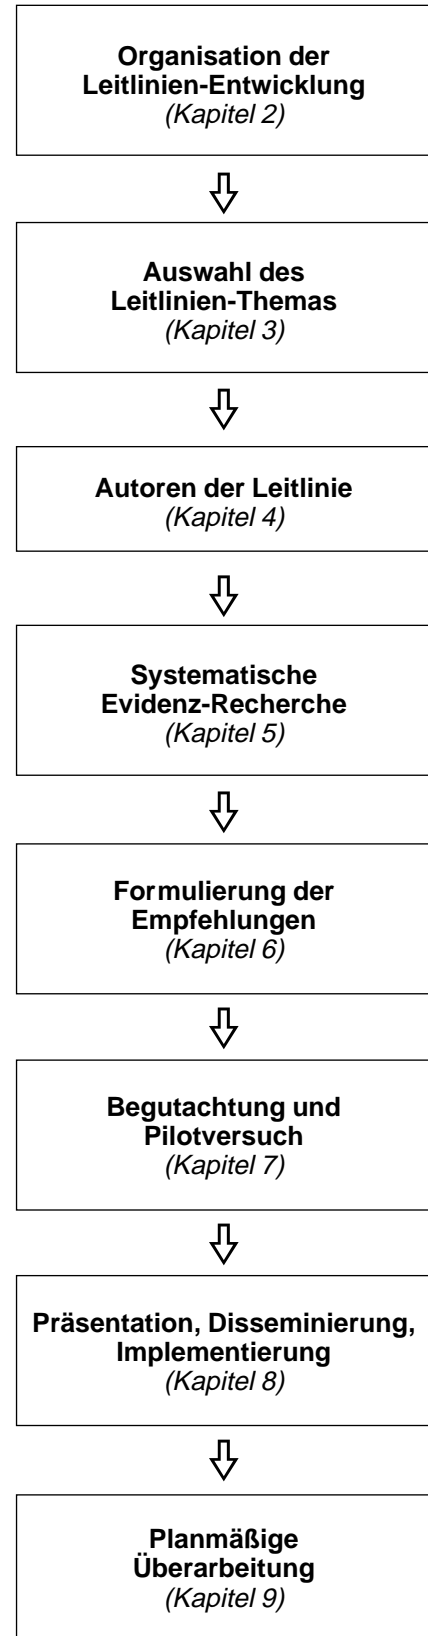 Organisation der
Leitlinien-Entwicklung
(Kapitel 2)
Auswahl des
Leitlinien-Themas
(Kapitel 3)
Autoren der Leitlinie
(Kapitel 4)
Systematische
Evidenz-Recherche
(Kapitel 5)
Formulierung der
Empfehlungen
(Kapitel 6)
Begutachtung und
Pilotversuch
(Kapitel 7)
Präsentation, Disseminierung,
Implementierung
(Kapitel 8)
Planmäßige
Überarbeitung
(Kapitel 9)